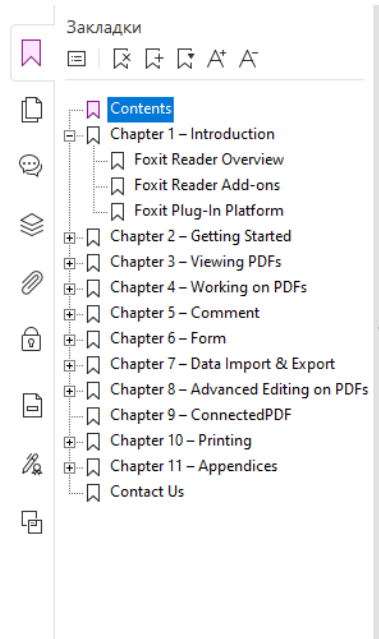 Закладки
A+ A-
Contents
Chapter 1 – Introduction
Foxit Reader Overview
Foxit Reader Add-ons
Foxit Plug-In Platform
Chapter 2 – Getting Started
Chapter 3 – Viewing PDFs
Chapter 4 – Working on PDFs
Chapter 5 – Comment
Chapter 6 – Form
Chapter 7 – Data Import & Export
Chapter 8 – Advanced Editing on PDFs
Chapter 9 – ConnectedPDF
Chapter 10 – Printing
Chapter 11 – Appendices
Contact Us